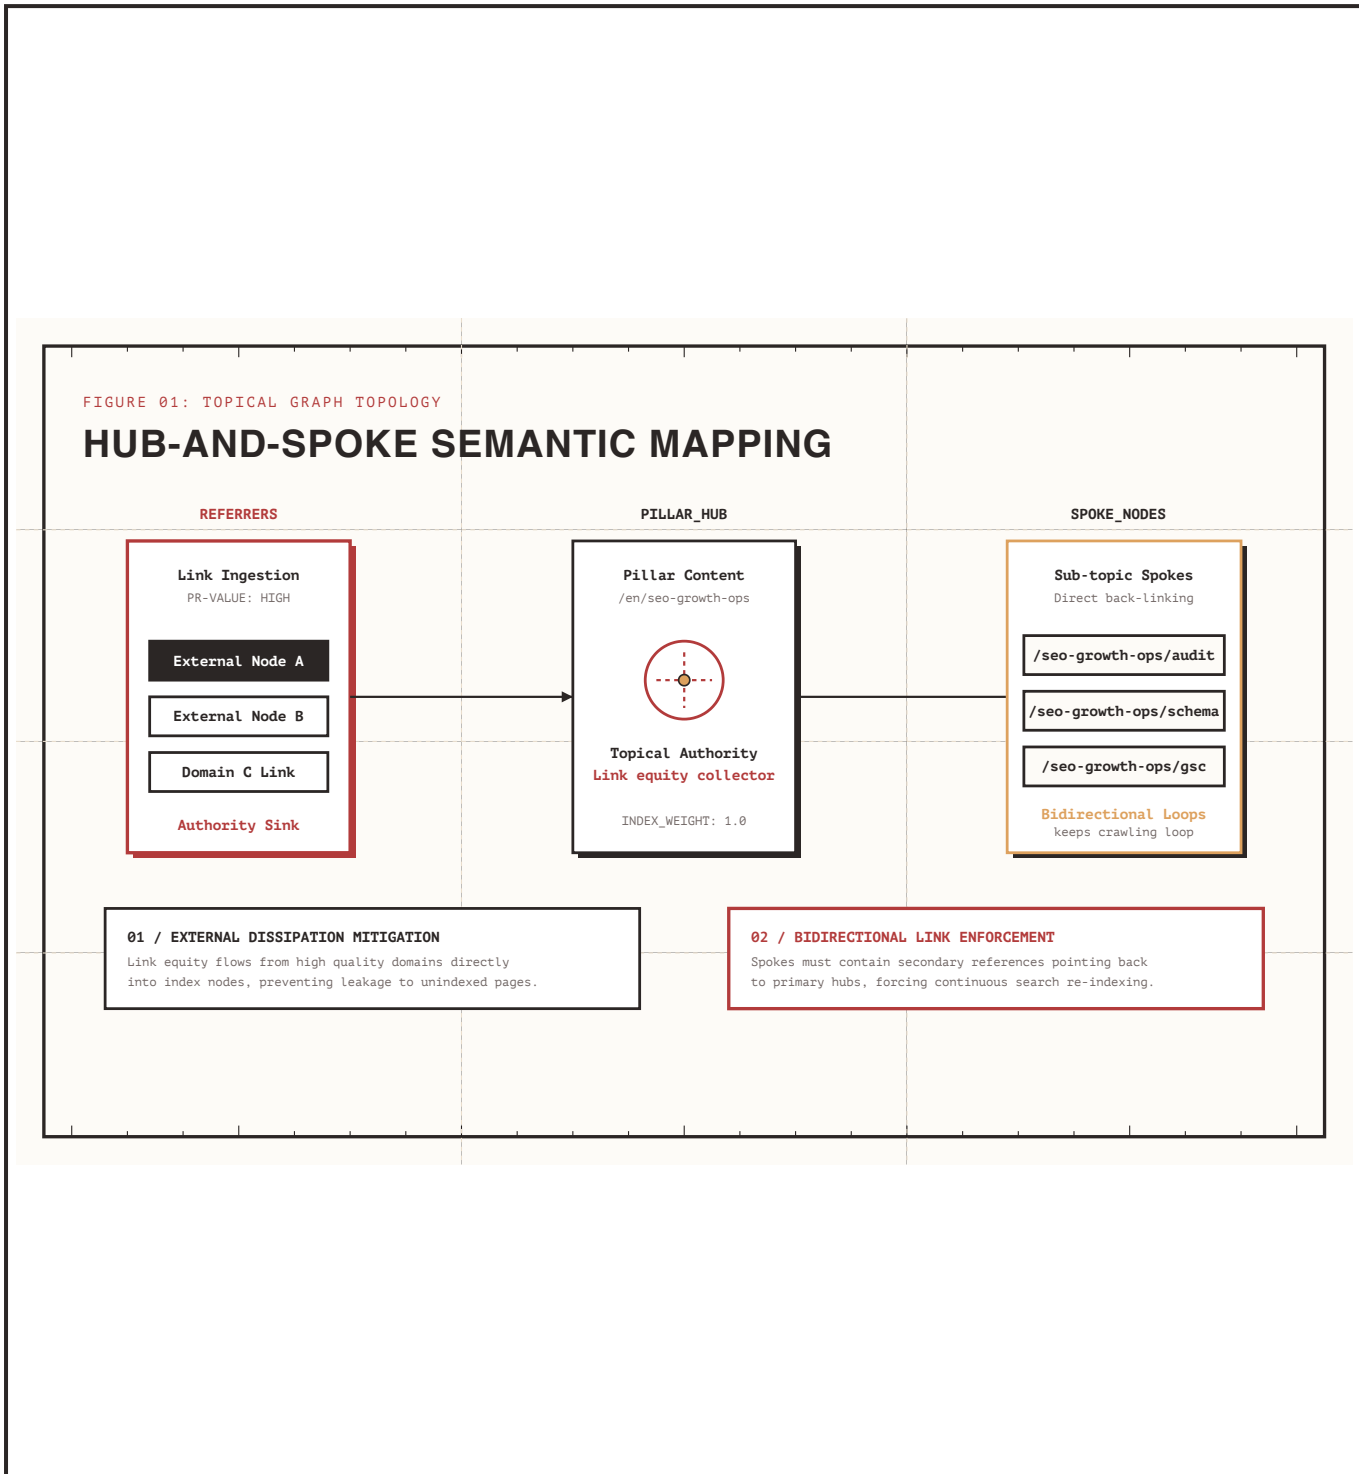 FIGURE 01: TOPICAL GRAPH TOPOLOGY
HUB-AND-SPOKE SEMANTIC MAPPING
REFERRERS
Link Ingestion
PR-VALUE: HIGH
External Node A
External Node B
Domain C Link
Authority Sink
PILLAR_HUB
Pillar Content
/en/seo-growth-ops
Topical Authority
Link equity collector
INDEX_WEIGHT: 1.0
SPOKE_NODES
Sub-topic Spokes
Direct back-linking
/seo-growth-ops/audit
/seo-growth-ops/schema
/seo-growth-ops/gsc
Bidirectional Loops
keeps crawling loop
01 / EXTERNAL DISSIPATION MITIGATION
Link equity flows from high quality domains directly
into index nodes, preventing leakage to unindexed pages.
02 / BIDIRECTIONAL LINK ENFORCEMENT
Spokes must contain secondary references pointing back
to primary hubs, forcing continuous search re-indexing.